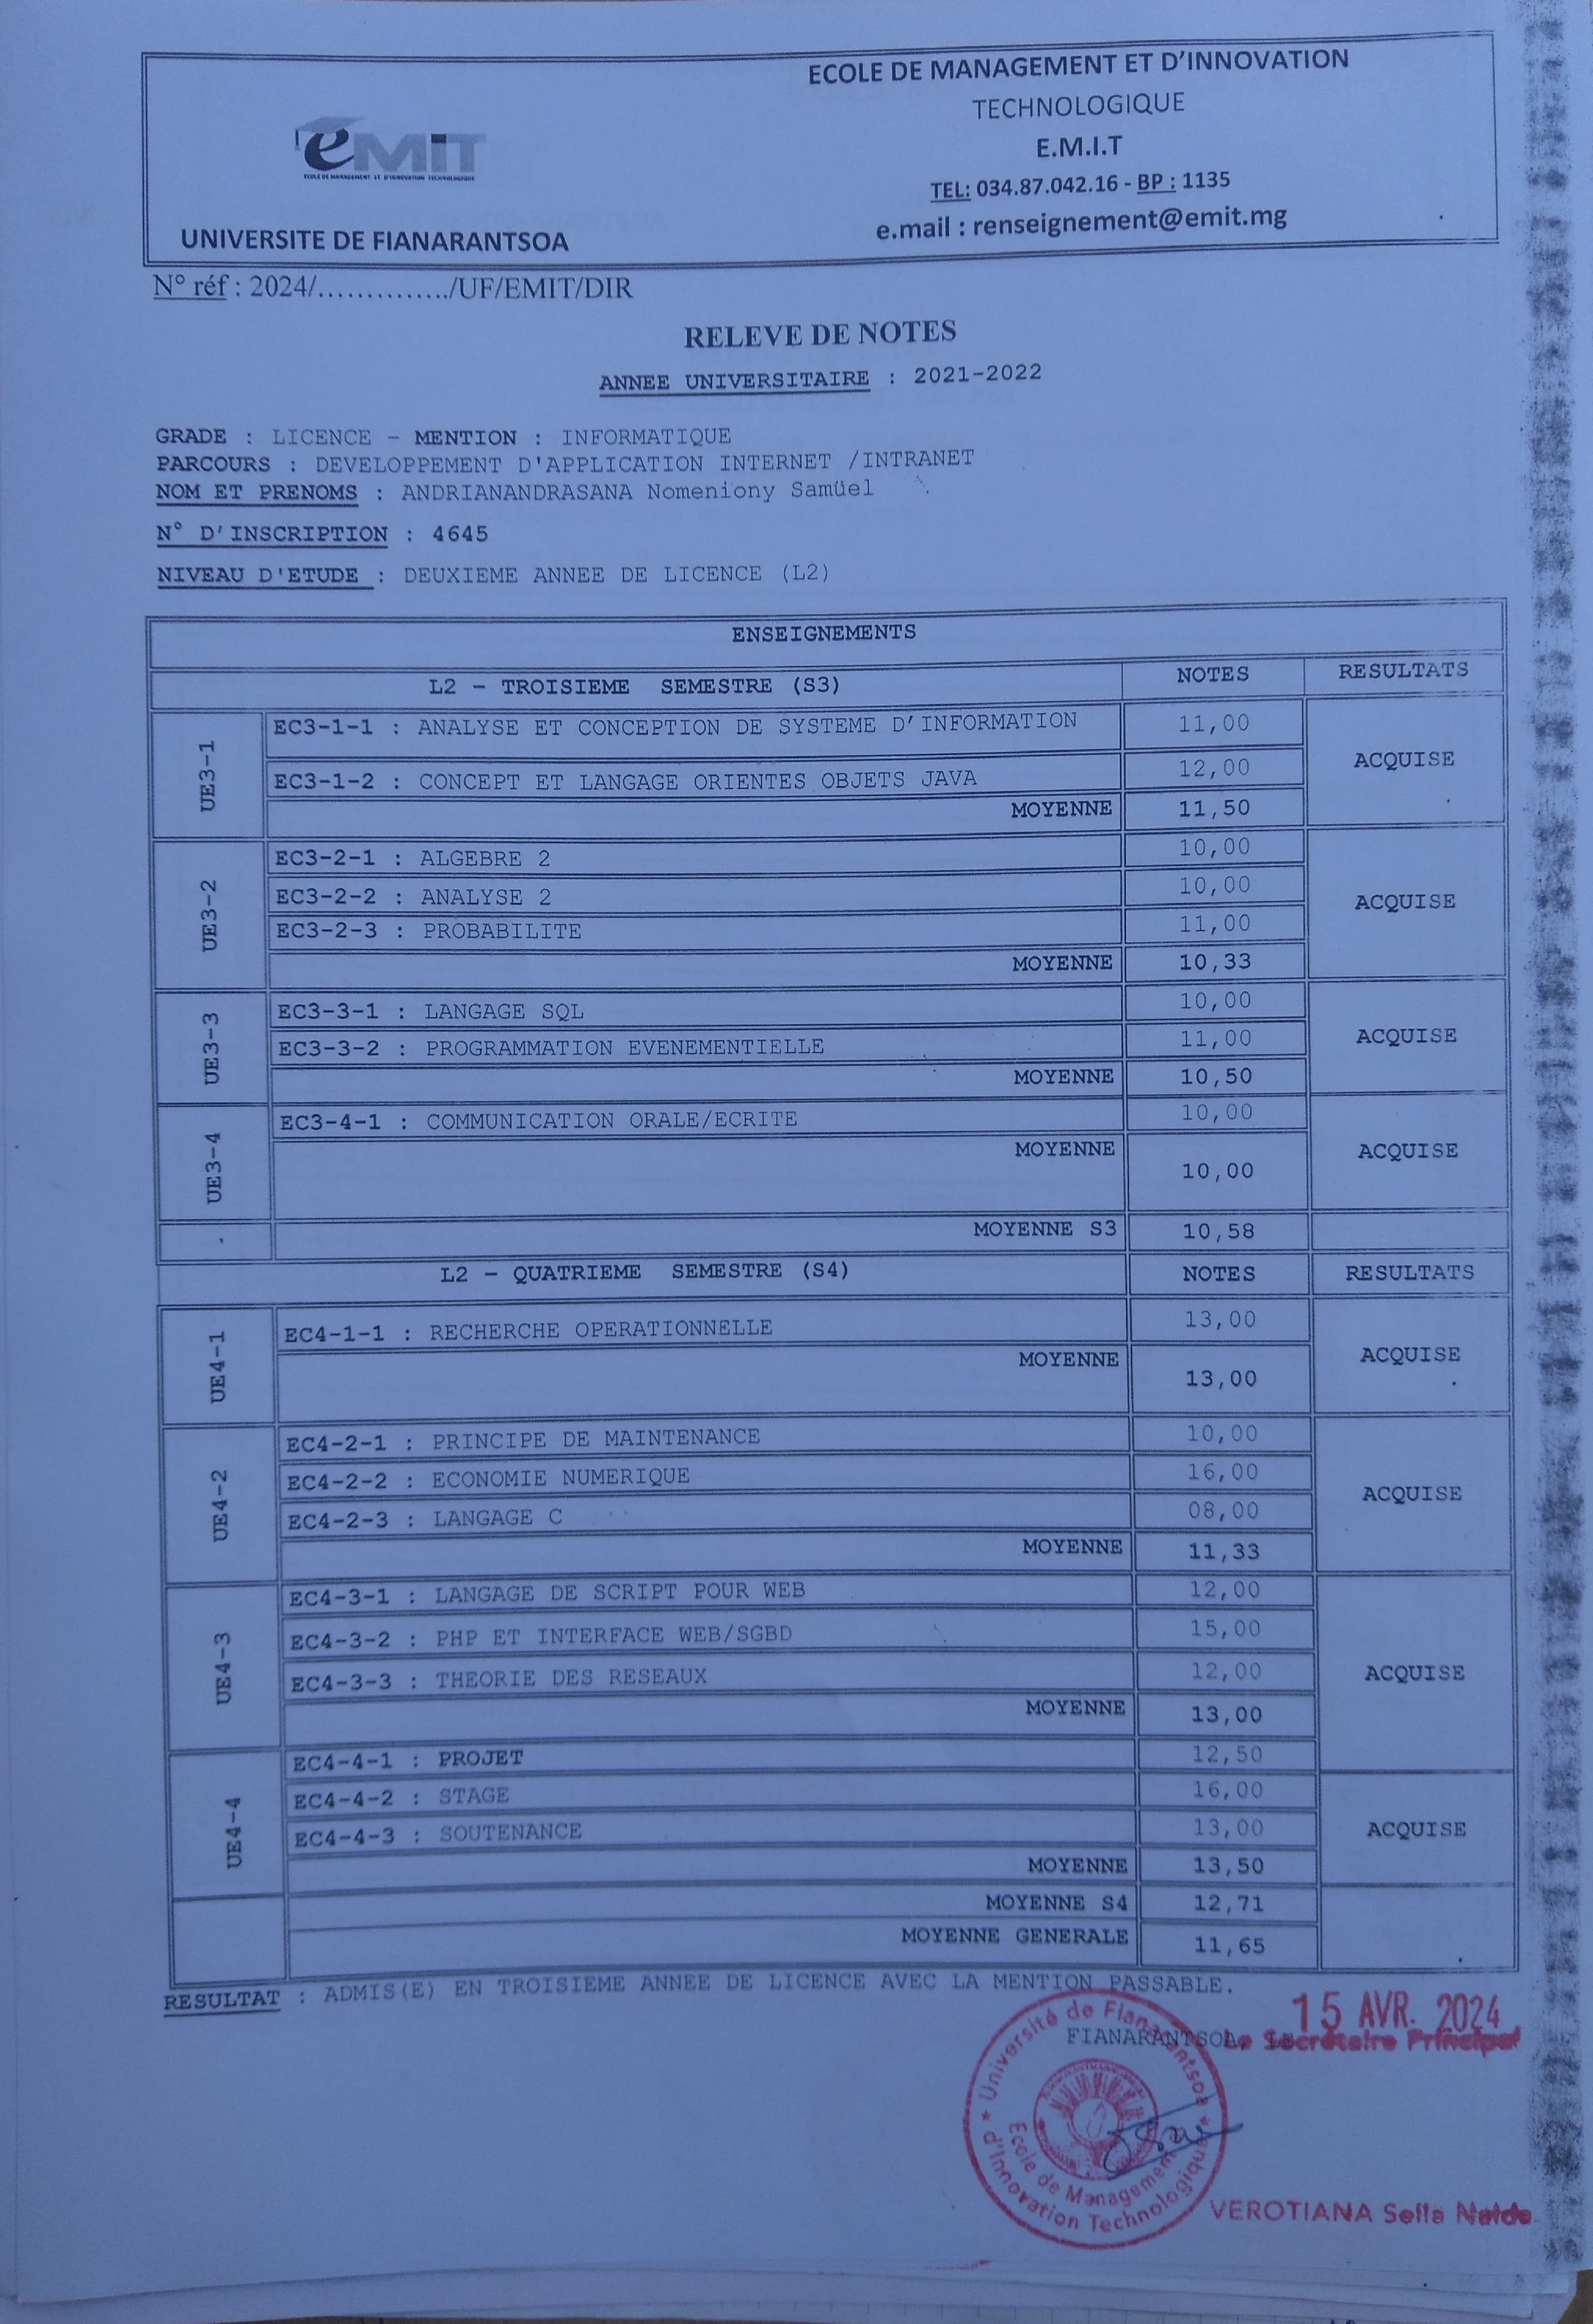 ECOLE DE MANAGEMENT ET D'INNOVATION
TECHNOLOGIQUE
E.M.I.T
TEL: 034.87.042.16 - BP : 1135
e.mail : renseignement@emit.mg
eMIT
ECOLE DE MANAGEMENT ET D'INNOVATION TECHNOLOGIQUE
UNIVERSITE DE FIANARANTSOA
N° réf : 2024/............../UF/EMIT/DIR
RELEVE DE NOTES
ANNEE UNIVERSITAIRE : 2021-2022
GRADE : LICENCE - MENTION : INFORMATIQUE
PARCOURS : DEVELOPPEMENT D'APPLICATION INTERNET /INTRANET
NOM ET PRENOMS : ANDRIANANDRASANA Nomeniony Samüel
N° D'INSCRIPTION : 4645
NIVEAU D'ETUDE : DEUXIEME ANNEE DE LICENCE (L2)
ENSEIGNEMENTS
L2 - TROISIEME SEMESTRE (S3) NOTES RESULTATS
UE3-1
EC3-1-1 : ANALYSE ET CONCEPTION DE SYSTEME D'INFORMATION 11,00
EC3-1-2 : CONCEPT ET LANGAGE ORIENTES OBJETS JAVA 12,00
MOYENNE 11,50
ACQUISE
UE3-2
EC3-2-1 : ALGEBRE 2 10,00
EC3-2-2 : ANALYSE 2 10,00
EC3-2-3 : PROBABILITE 11,00
MOYENNE 10,33
ACQUISE
UE3-3
EC3-3-1 : LANGAGE SQL 10,00
EC3-3-2 : PROGRAMMATION EVENEMENTIELLE 11,00
MOYENNE 10,50
ACQUISE
UE3-4
EC3-4-1 : COMMUNICATION ORALE/ECRITE 10,00
MOYENNE 10,00
ACQUISE
MOYENNE S3 10,58
L2 - QUATRIEME SEMESTRE (S4) NOTES RESULTATS
UE4-1
EC4-1-1 : RECHERCHE OPERATIONNELLE 13,00
MOYENNE 13,00
ACQUISE
UE4-2
EC4-2-1 : PRINCIPE DE MAINTENANCE 10,00
EC4-2-2 : ECONOMIE NUMERIQUE 16,00
EC4-2-3 : LANGAGE C 08,00
MOYENNE 11,33
ACQUISE
UE4-3
EC4-3-1 : LANGAGE DE SCRIPT POUR WEB 12,00
EC4-3-2 : PHP ET INTERFACE WEB/SGBD 15,00
EC4-3-3 : THEORIE DES RESEAUX 12,00
MOYENNE 13,00
ACQUISE
UE4-4
EC4-4-1 : PROJET 12,50
EC4-4-2 : STAGE 16,00
EC4-4-3 : SOUTENANCE 13,00
MOYENNE 13,50
ACQUISE
MOYENNE S4 12,71
MOYENNE GENERALE 11,65
RESULTAT : ADMIS(E) EN TROISIEME ANNEE DE LICENCE AVEC LA MENTION PASSABLE.
15 AVR. 2024
FIANARANTSOA,
Le Secrétaire Principal
Université de Fianarantsoa
Ecole de Management
d'Innovation Technologique
VEROTIANA Sella